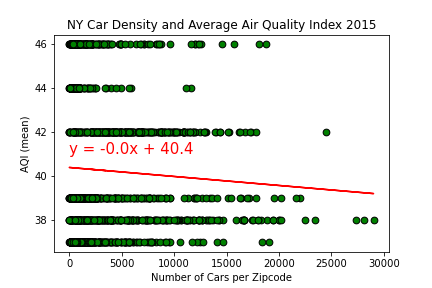 NY Car Density and Average Air Quality Index 2015
AQI (mean)
46
44
42
40
38
y = -0.0x + 40.4
0 5000 10000 15000 20000 25000 30000
Number of Cars per Zipcode